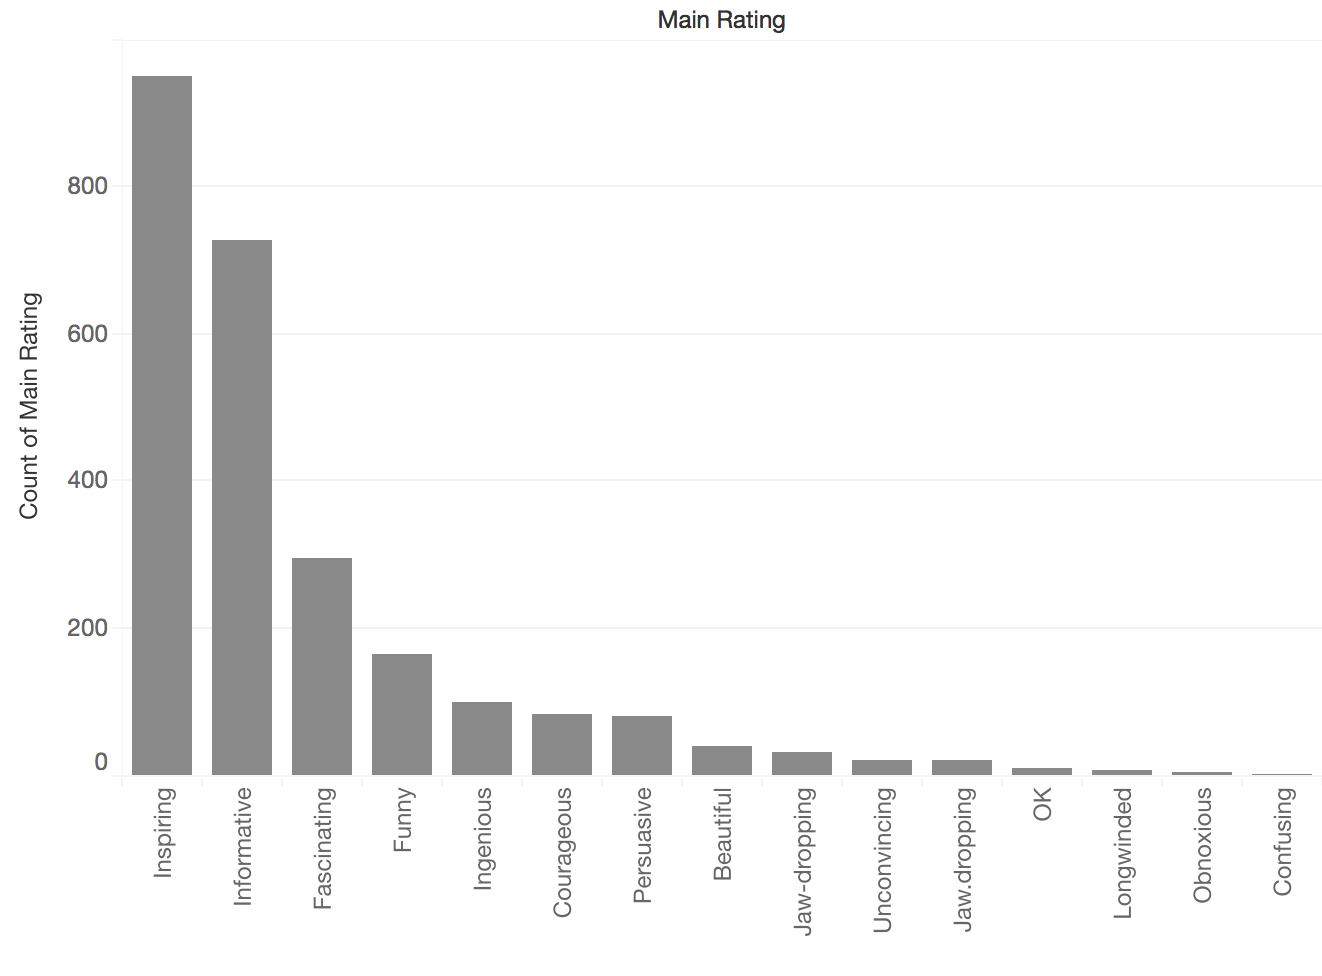 Main Rating
Count of Main Rating
800
600
400
200
0
Inspiring
Informative
Fascinating
Funny
Ingenious
Courageous
Persuasive
Beautiful
Jaw-dropping
Unconvincing
Jaw.dropping
OK
Longwinded
Obnoxious
Confusing